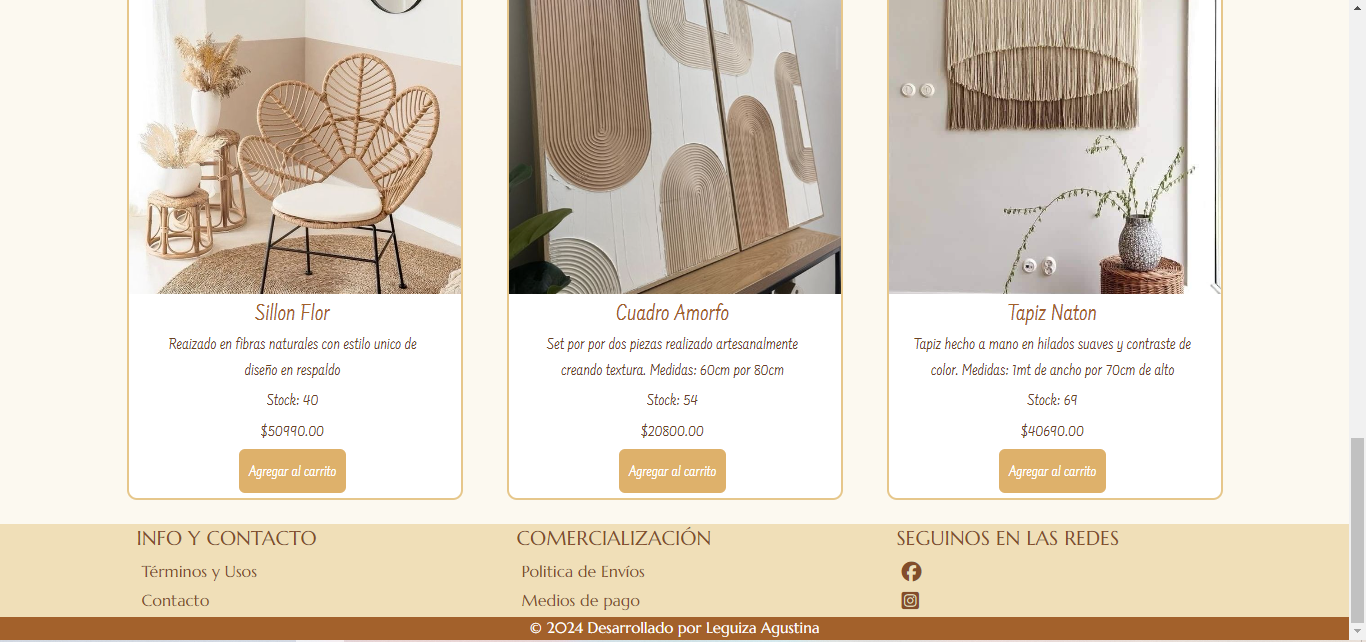 Sillon Flor
Reaizado en fibras naturales con estilo unico de
diseño en respaldo
Stock: 40
$50990.00
Agregar al carrito
Cuadro Amorfo
Set por por dos piezas realizado artesanalmente
creando textura. Medidas: 60cm por 80cm
Stock: 54
$20800.00
Agregar al carrito
Tapiz Naton
Tapiz hecho a mano en hilados suaves y contraste de
color. Medidas: 1mt de ancho por 70cm de alto
Stock: 69
$40690.00
Agregar al carrito
INFO Y CONTACTO
Términos y Usos
Contacto
COMERCIALIZACIÓN
Politica de Envíos
Medios de pago
SEGUINOS EN LAS REDES
© 2024 Desarrollado por Leguiza Agustina